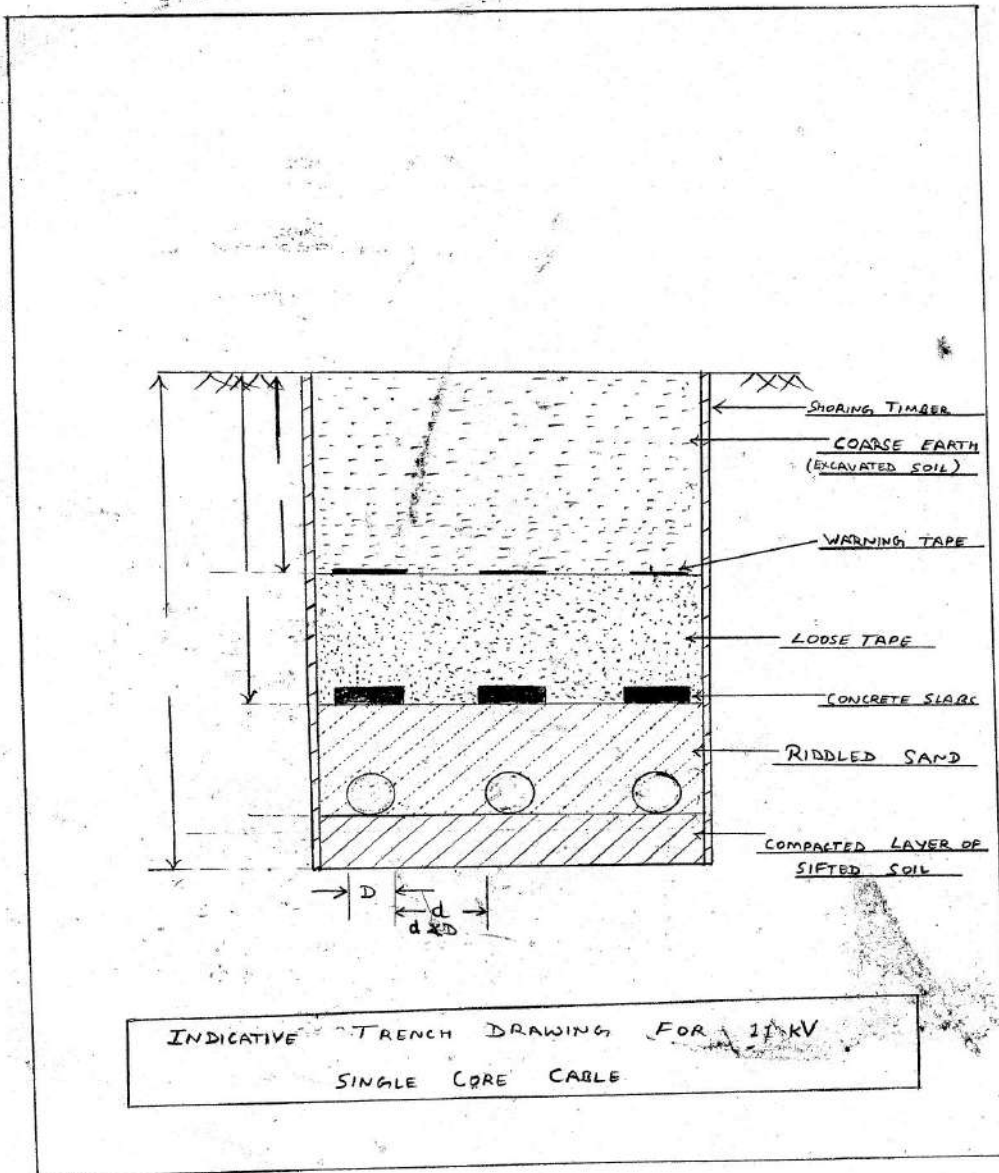 SHORING TIMBER
COARSE EARTH
(EXCAVATED SOIL)
WARNING TAPE
LOOSE TAPE
CONCRETE SLABS
RIDDLED SAND
COMPACTED LAYER OF
SIFTED SOIL
D
d
d D
INDICATIVE TRENCH DRAWING FOR 11 kV
SINGLE CORE CABLE